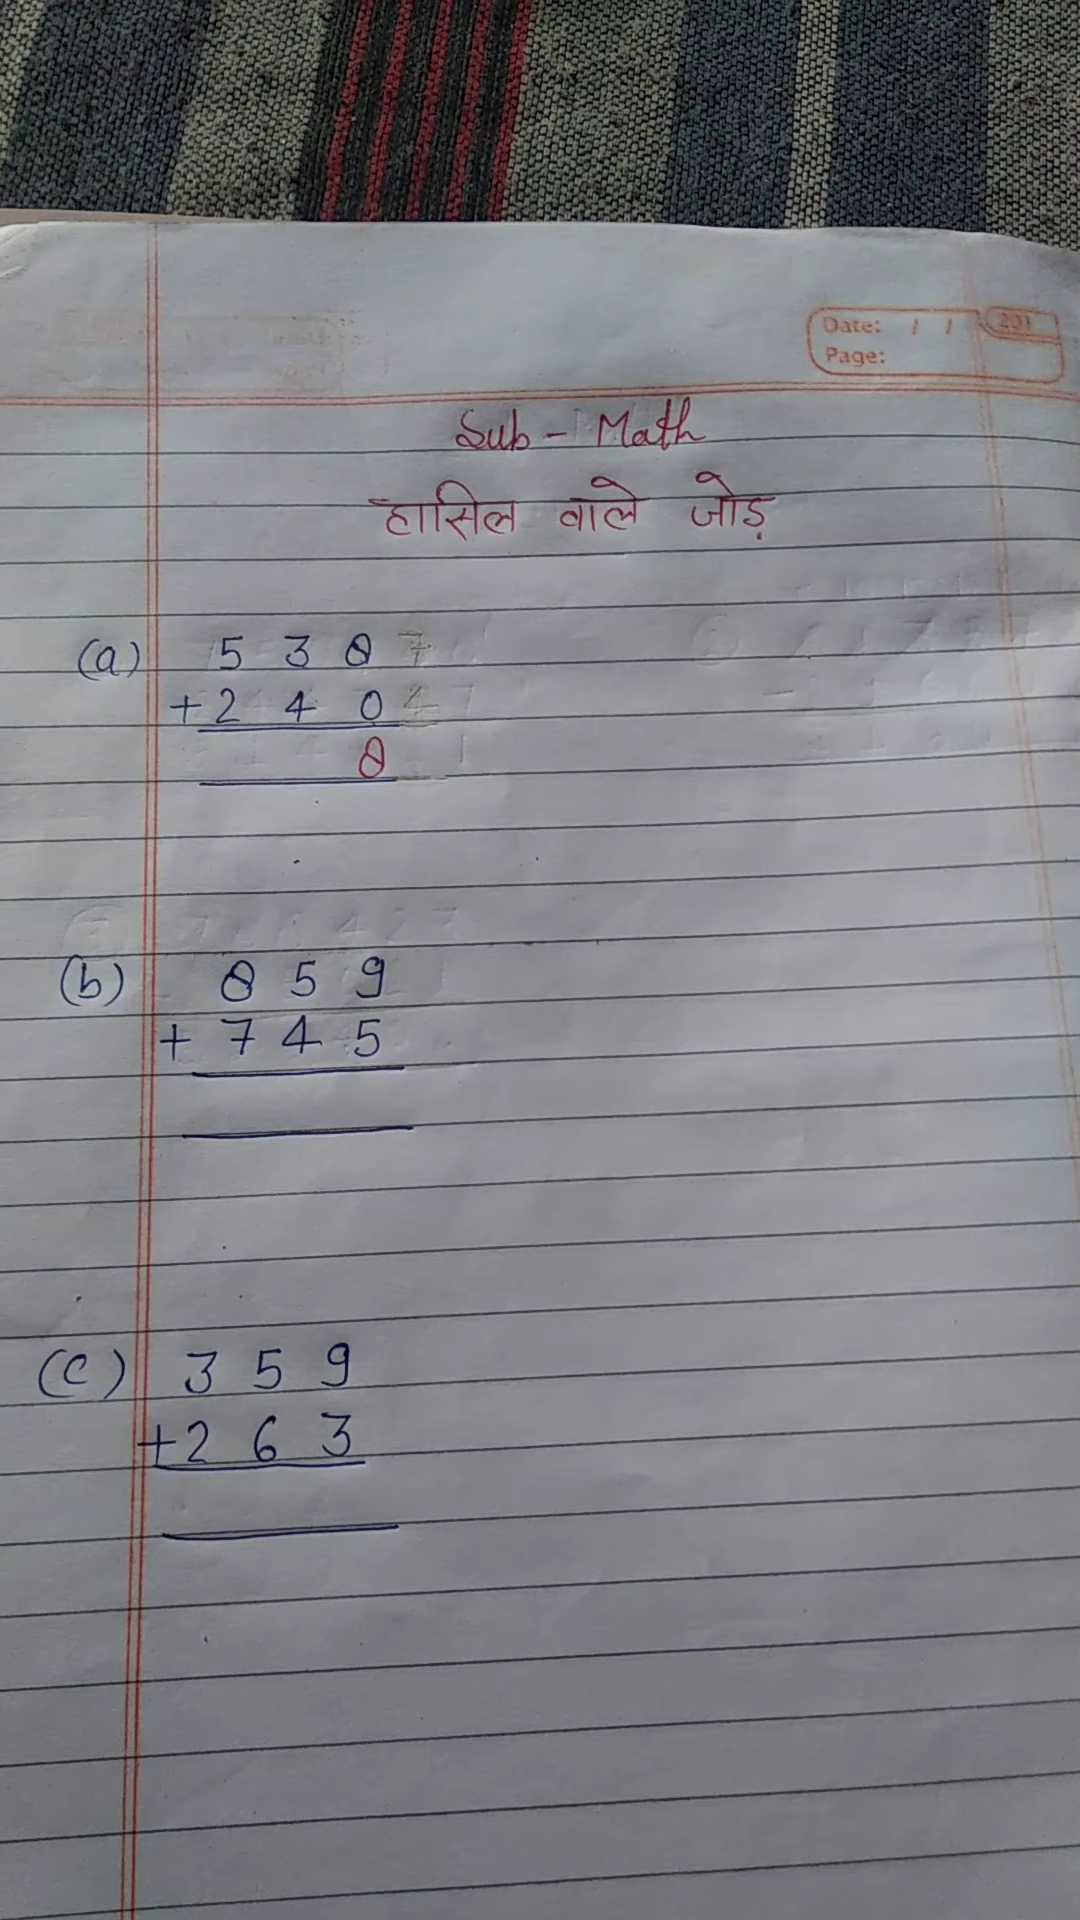 Date: / /
Page:
Sub - Math
हासिल वाले जोड़
(a) 5 3 8
+ 2 4 0
8
(b) 8 5 9
+ 7 4 5
(c) 3 5 9
+ 2 6 3